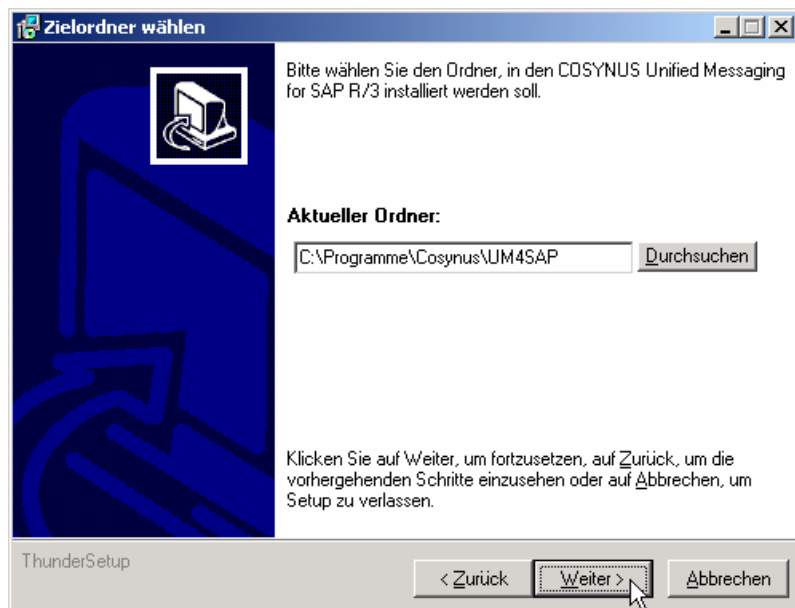 Zielordner wählen
Bitte wählen Sie den Ordner, in den COSYNUS Unified Messaging
for SAP R/3 installiert werden soll.
Aktueller Ordner:
C:\Programme\Cosynus\UM4SAP
Durchsuchen
Klicken Sie auf Weiter, um fortzusetzen, auf Zurück, um die
vorhergehenden Schritte einzusehen oder auf Abbrechen, um
Setup zu verlassen.
ThunderSetup
< Zurück
Weiter >
Abbrechen